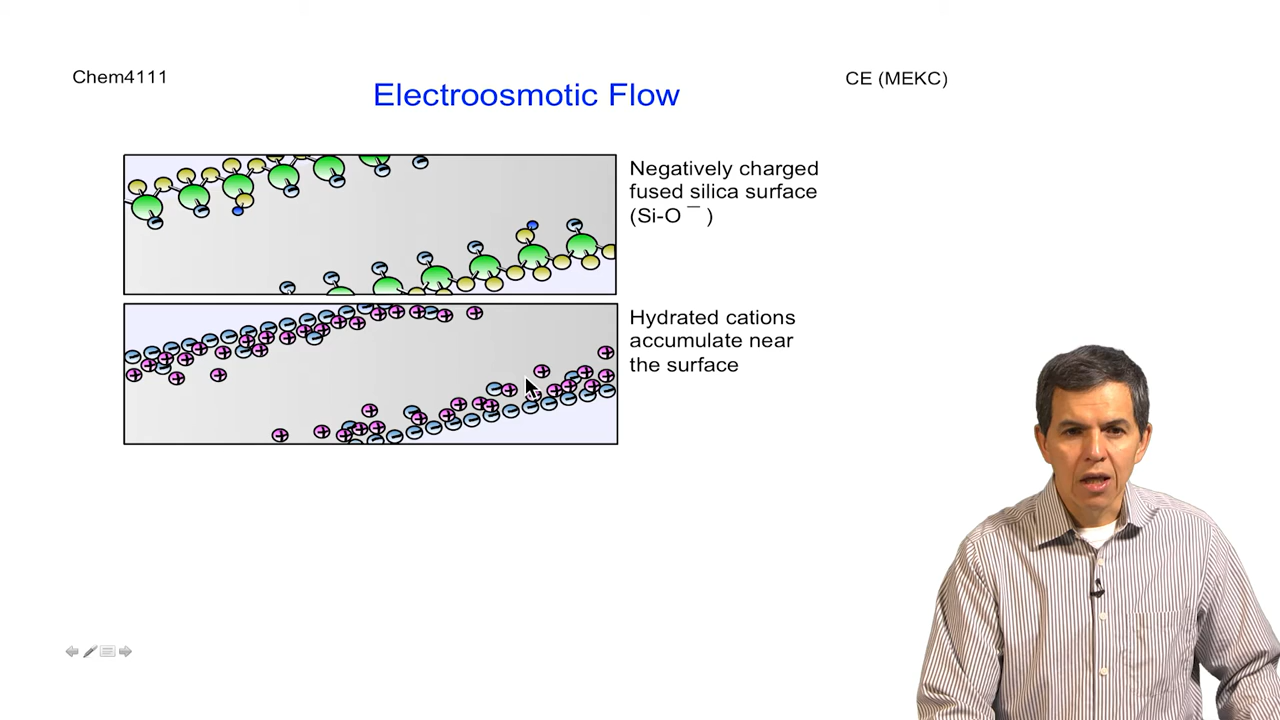 Chem4111
Electroosmotic Flow
CE (MEKC)
Negatively charged
fused silica surface
(Si-O ¯ )
Hydrated cations
accumulate near
the surface